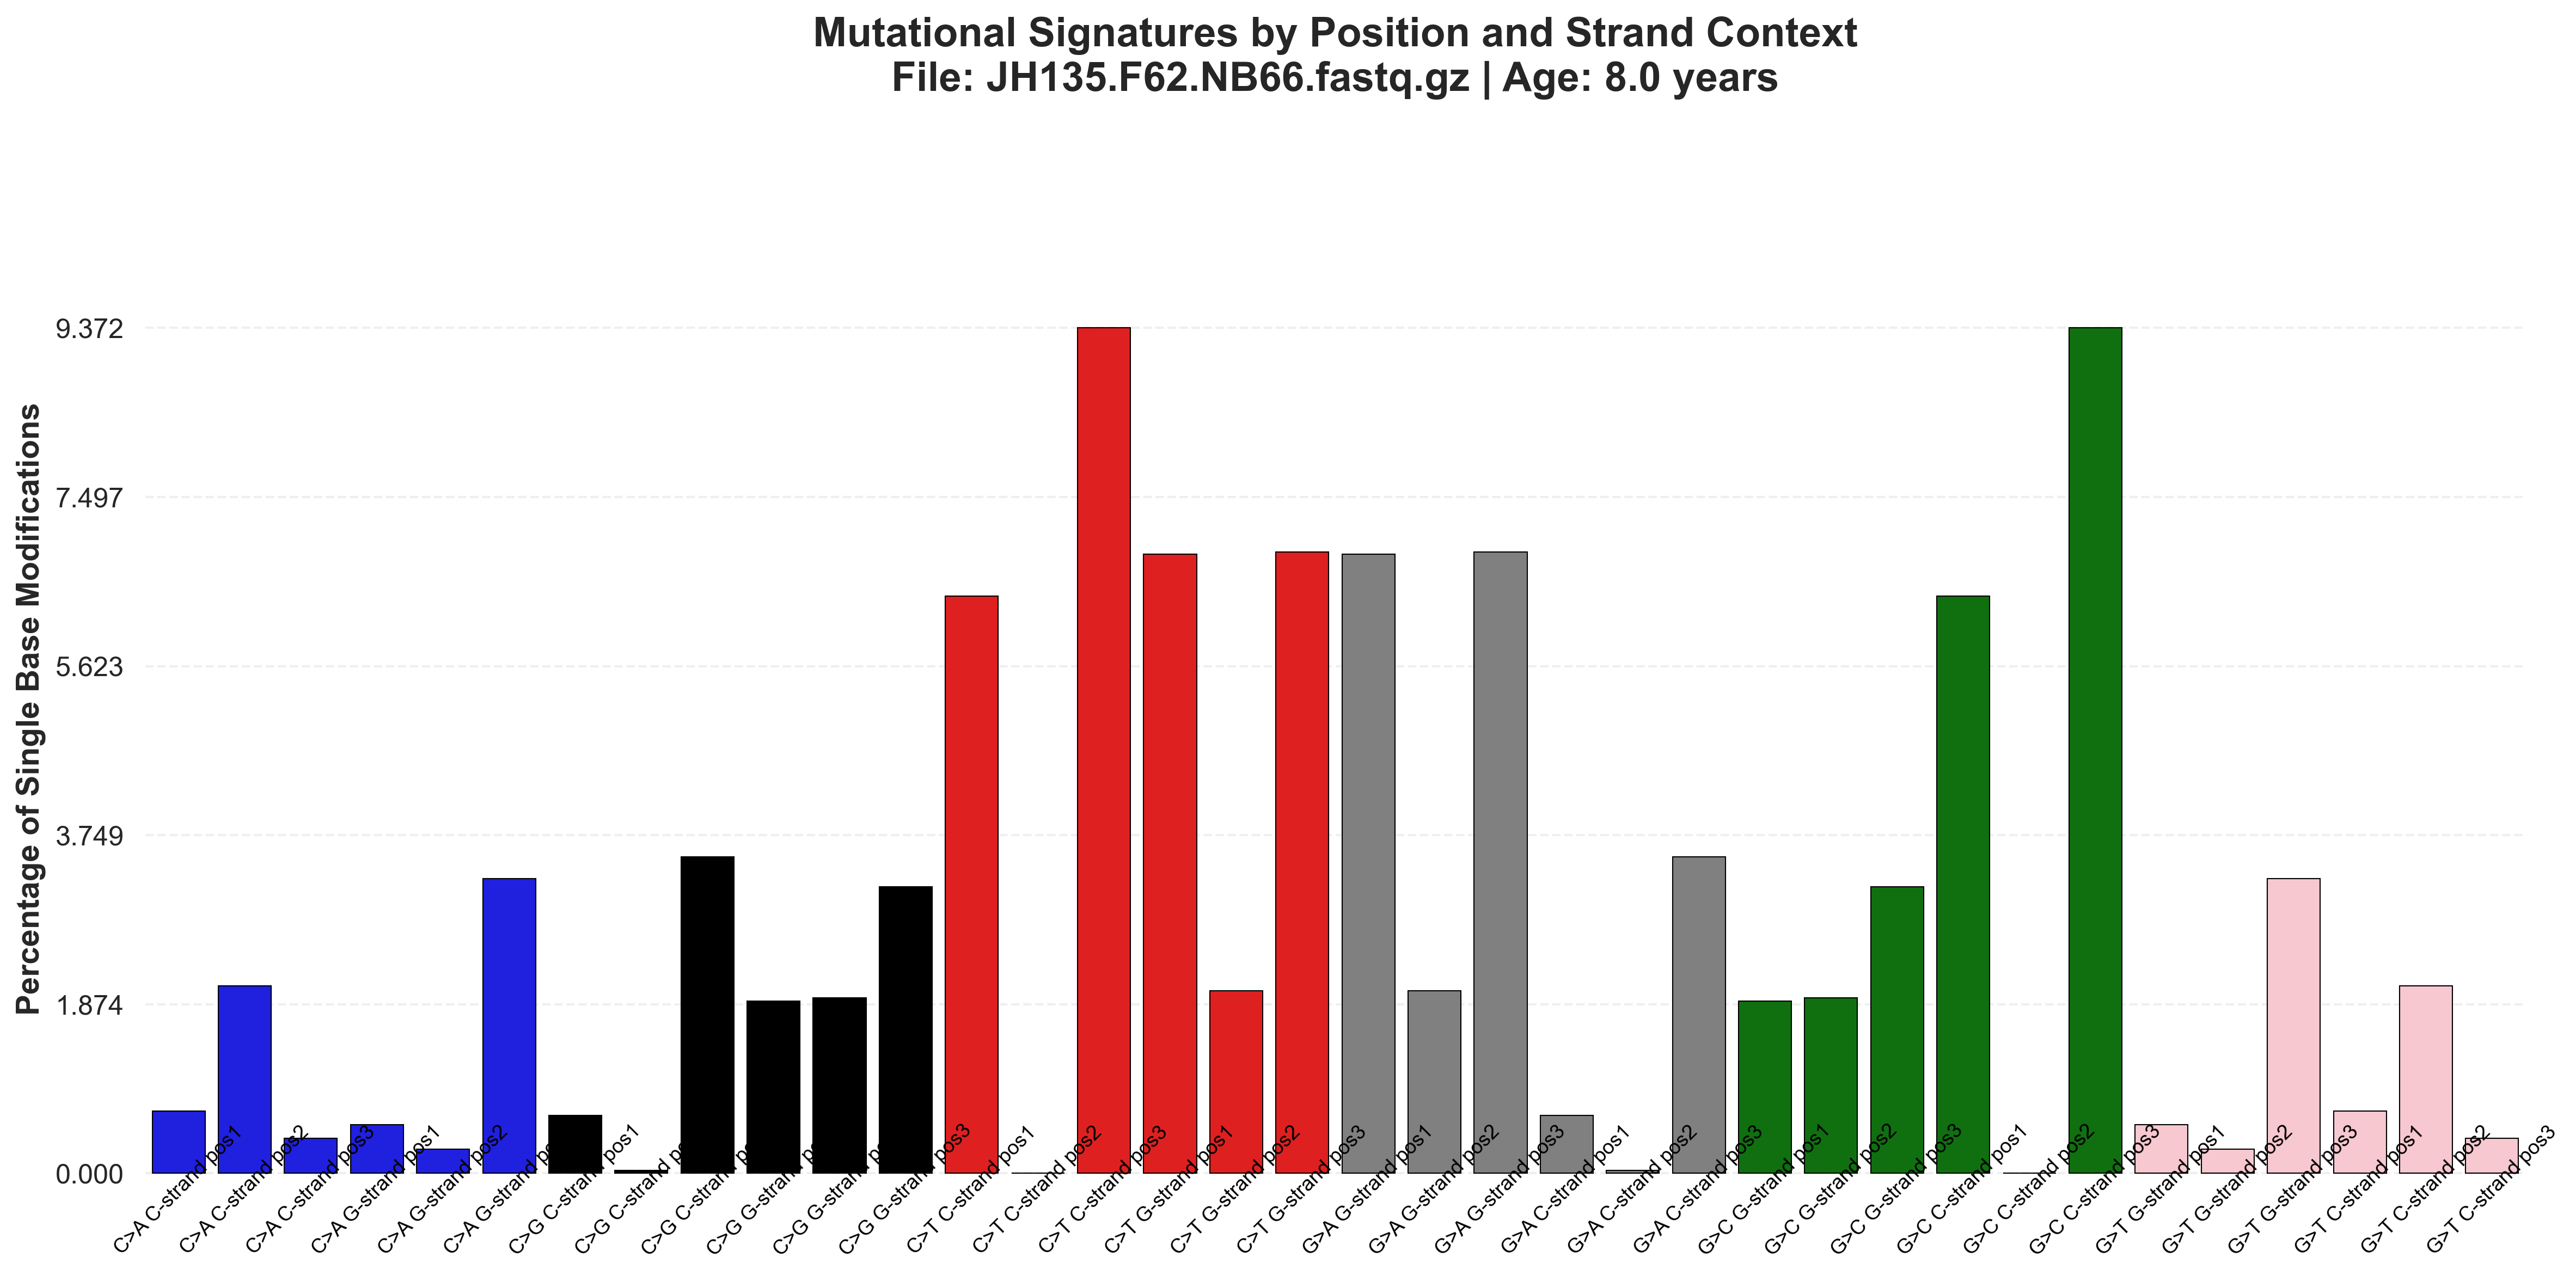 Mutational Signatures by Position and Strand Context
File: JH135.F62.NB66.fastq.gz | Age: 8.0 years
Percentage of Single Base Modifications
9.372
7.497
5.623
3.749
1.874
0.000
C>A C-strand pos1
C>A C-strand pos2
C>A C-strand pos3
C>A G-strand pos1
C>A G-strand pos2
C>A G-strand
C>G C-strand pos1
C>G C-strand
C>G C-strand
C>G G-strand
C>G G-strand
C>G G-strand pos3
C>T C-strand pos1
C>T C-strand pos2
C>T C-strand pos3
C>T G-strand pos1
C>T G-strand pos2
C>T G-strand pos3
G>A G-strand pos1
G>A G-strand pos2
G>A G-strand pos3
G>A C-strand pos1
G>A C-strand pos2
G>A C-strand pos3
G>C G-strand pos1
G>C G-strand pos2
G>C G-strand pos3
G>C C-strand pos1
G>C C-strand pos2
G>C C-strand pos3
G>T G-strand pos1
G>T G-strand pos2
G>T G-strand pos3
G>T C-strand pos1
G>T C-strand pos2
G>T C-strand pos3